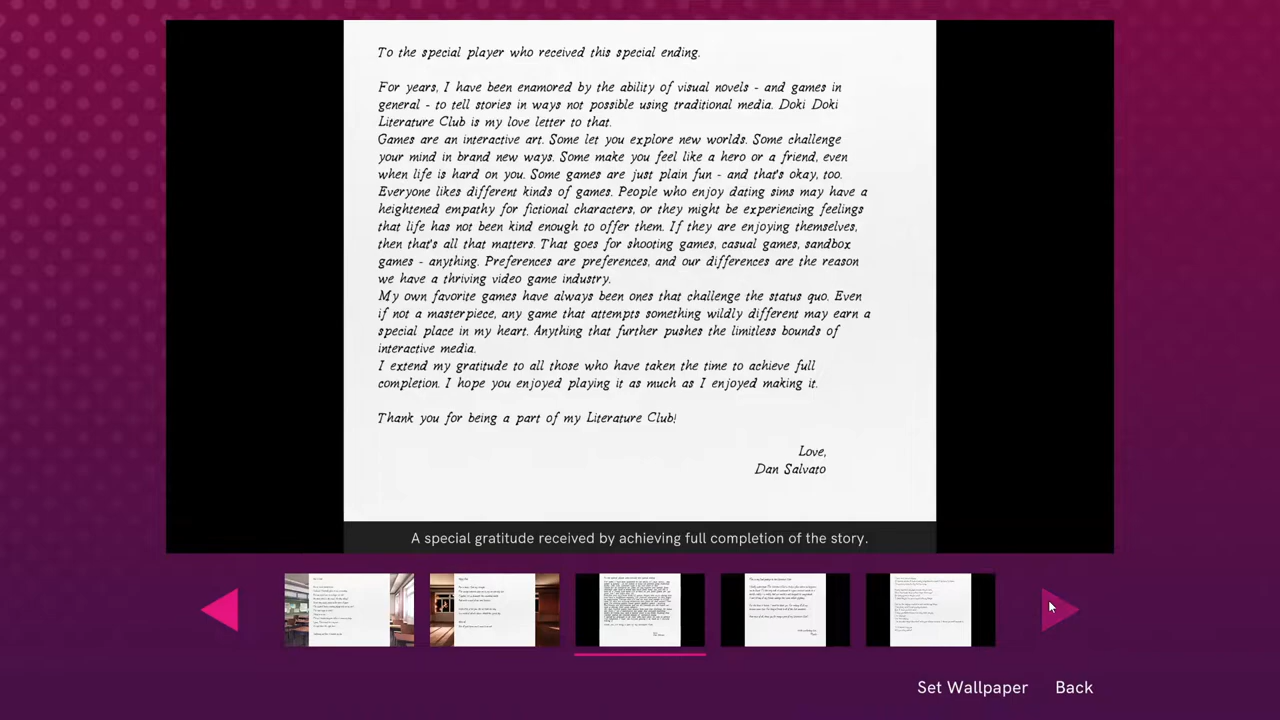 To the special player who received this special ending.
For years, I have been enamored by the ability of visual novels - and games in
general - to tell stories in ways not possible using traditional media. Doki Doki
Literature Club is my love letter to that.
Games are an interactive art. Some let you explore new worlds. Some challenge
your mind in brand new ways. Some make you feel like a hero or a friend, even
when life is hard on you. Some games are just plain fun - and that's okay, too.
Everyone likes different kinds of games. People who enjoy dating sims may have a
heightened empathy for fictional characters, or they might be experiencing feelings
that life has not been kind enough to offer them. If they are enjoying themselves,
then that's all that matters. That goes for shooting games, casual games, sandbox
games - anything. Preferences are preferences, and our differences are the reason
we have a thriving video game industry.
My own favorite games have always been ones that challenge the status quo. Even
if not a masterpiece, any game that attempts something wildly different may earn a
special place in my heart. Anything that further pushes the limitless bounds of
interactive media.
I extend my gratitude to all those who have taken the time to achieve full
completion. I hope you enjoyed playing it as much as I enjoyed making it.
Thank you for being a part of my Literature Club!
Love,
Dan Salvato
A special gratitude received by achieving full completion of the story.
Set Wallpaper
Back